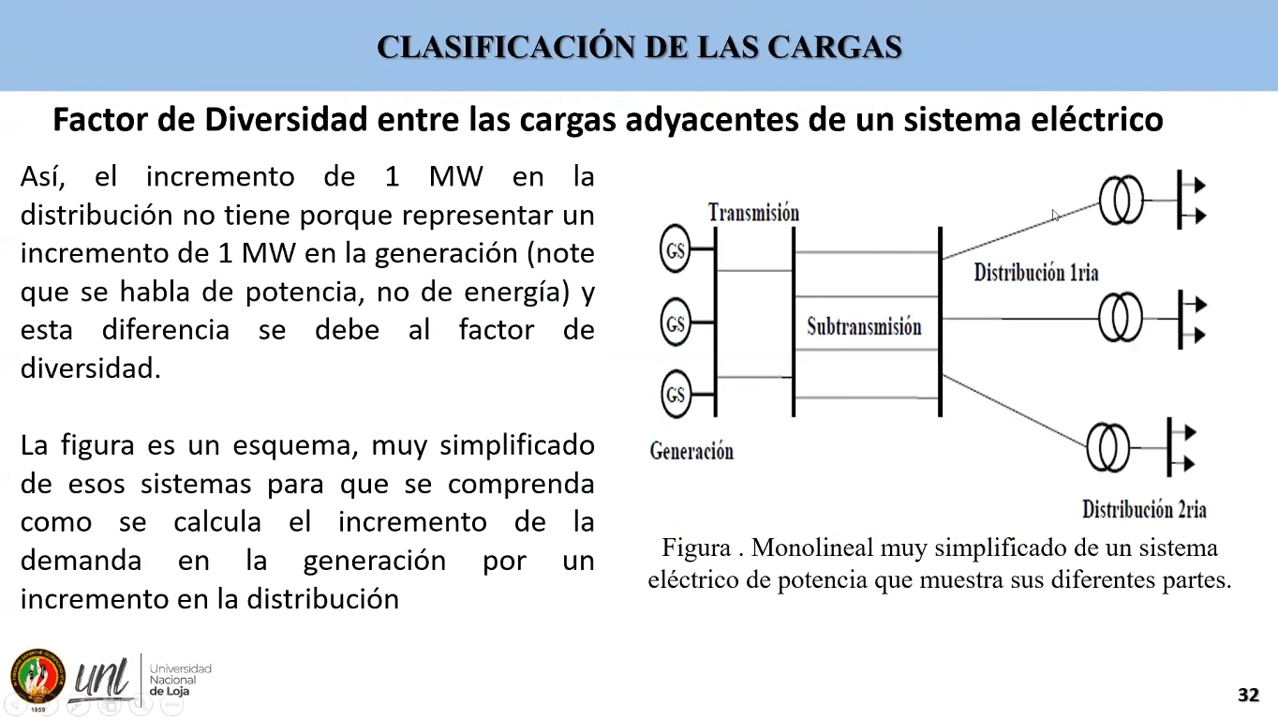 CLASIFICACIÓN DE LAS CARGAS
Factor de Diversidad entre las cargas adyacentes de un sistema eléctrico
Así, el incremento de 1 MW en la
distribución no tiene porque representar un
incremento de 1 MW en la generación (note
que se habla de potencia, no de energía) y
esta diferencia se debe al factor de
diversidad.
La figura es un esquema, muy simplificado
de esos sistemas para que se comprenda
como se calcula el incremento de la
demanda en la generación por un
incremento en la distribución
Transmisión
GS
GS
GS
Generación
Subtransmisión
Distribución 1ria
Distribución 2ria
Figura . Monolineal muy simplificado de un sistema
eléctrico de potencia que muestra sus diferentes partes.
1859
unl
Universidad
Nacional
de Loja
32